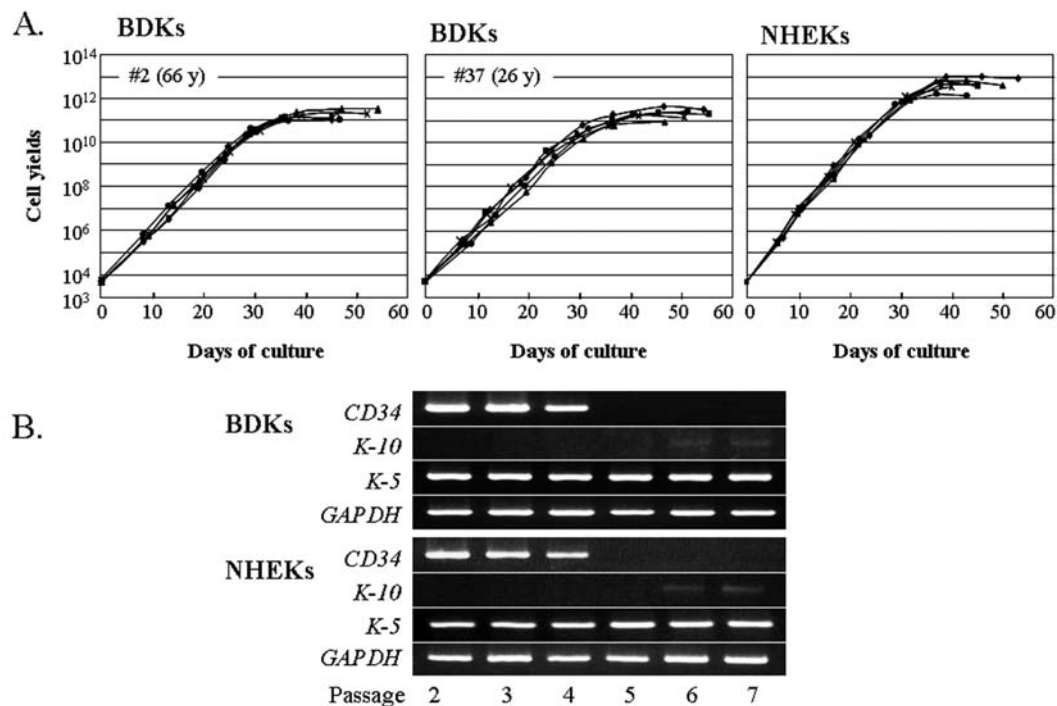 A.
BDKs
BDKs
NHEKs
#2 (66 y)
#37 (26 y)
Cell yields
10^14
10^12
10^10
10^8
10^6
10^4
10^3
0 10 20 30 40 50 60
0 10 20 30 40 50 60
0 10 20 30 40 50 60
Days of culture
Days of culture
Days of culture
B.
BDKs
CD34
K-10
K-5
GAPDH
NHEKs
CD34
K-10
K-5
GAPDH
Passage 2 3 4 5 6 7